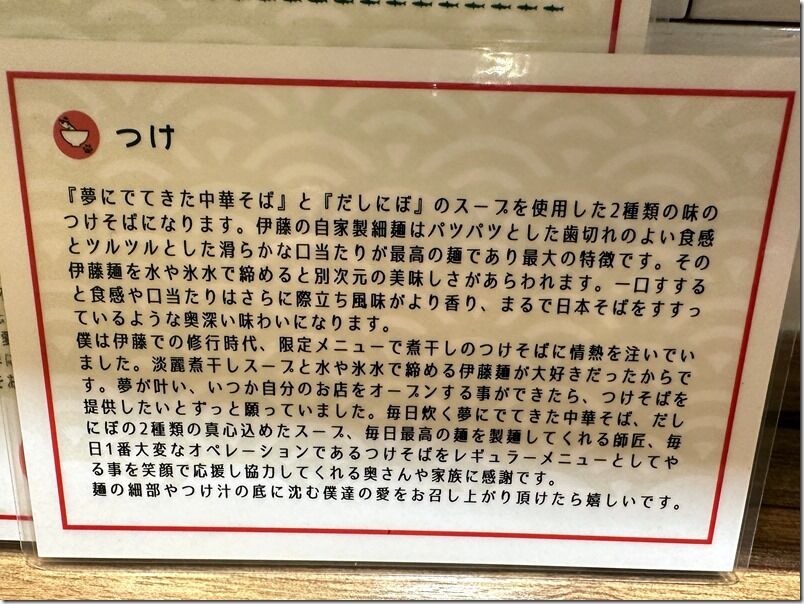 つけ
『夢にでてきた中華そば』と『だしにぼ』のスープを使用した2種類の味の
つけそばになります。伊藤の自家製細麺はパツパツとした歯切れのよい食感
とツルツルとした滑らかな口当たりが最高の麺であり最大の特徴です。その
伊藤麺を水や氷水で締めると別次元の美味しさがあらわれます。一口すする
と食感や口当たりはさらに際立ち風味がより香り、まるで日本そばをすすっ
ているような奥深い味わいになります。
僕は伊藤での修行時代、限定メニューで煮干しのつけそばに情熱を注いでい
ました。淡麗煮干しスープと水や氷水で締める伊藤麺が大好きだったからで
す。夢が叶い、いつか自分のお店をオープンする事ができたら、つけそばを
提供したいとずっと願っていました。毎日炊く夢にでてきた中華そば、だし
にぼの2種類の真心込めたスープ、毎日最高の麺を製麺してくれる師匠、毎
日1番大変なオペレーションであるつけそばをレギュラーメニューとしてや
る事を笑顔で応援し協力してくれる奥さんや家族に感謝です。
麺の細部やつけ汁の底に沈む僕達の愛をお召し上がり頂けたら嬉しいです。